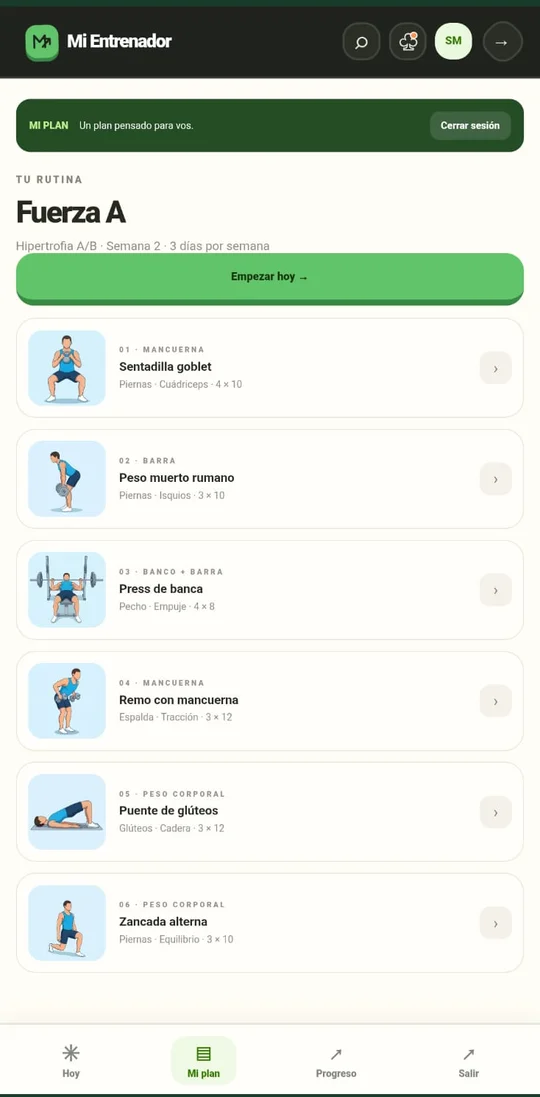 Mi Entrenador
SM
→
MI PLAN Un plan pensado para vos.
Cerrar sesión
TU RUTINA
Fuerza A
Hipertrofia A/B · Semana 2 · 3 días por semana
Empezar hoy →
01 · MANCUERNA
Sentadilla goblet
Piernas · Cuádriceps · 4 × 10
›
02 · BARRA
Peso muerto rumano
Piernas · Isquios · 3 × 10
›
03 · BANCO + BARRA
Press de banca
Pecho · Empuje · 4 × 8
›
04 · MANCUERNA
Remo con mancuerna
Espalda · Tracción · 3 × 12
›
05 · PESO CORPORAL
Puente de glúteos
Glúteos · Cadera · 3 × 12
›
06 · PESO CORPORAL
Zancada alterna
Piernas · Equilibrio · 3 × 10
›
Hoy
Mi plan
Progreso
Salir